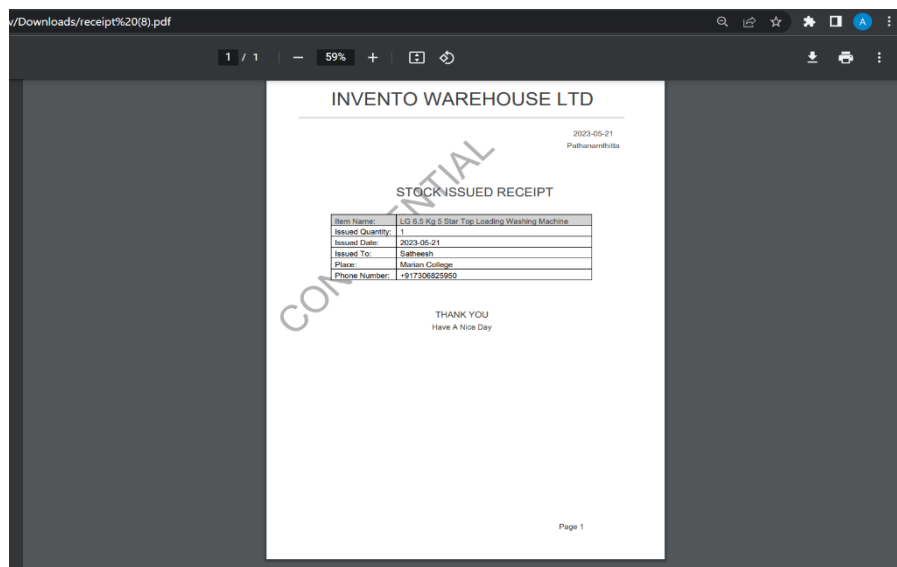 v/Downloads/receipt%20(8).pdf
A
1 / 1 | — 59% + |
INVENTO WAREHOUSE LTD
2023-05-21
Pathanamthitta
CONFIDENTIAL
STOCK ISSUED RECEIPT
Item Name: LG 6.5 Kg 5 Star Top Loading Washing Machine
Issued Quantity: 1
Issued Date: 2023-05-21
Issued To: Satheesh
Place: Marian College
Phone Number: +917306825950
THANK YOU
Have A Nice Day
Page 1